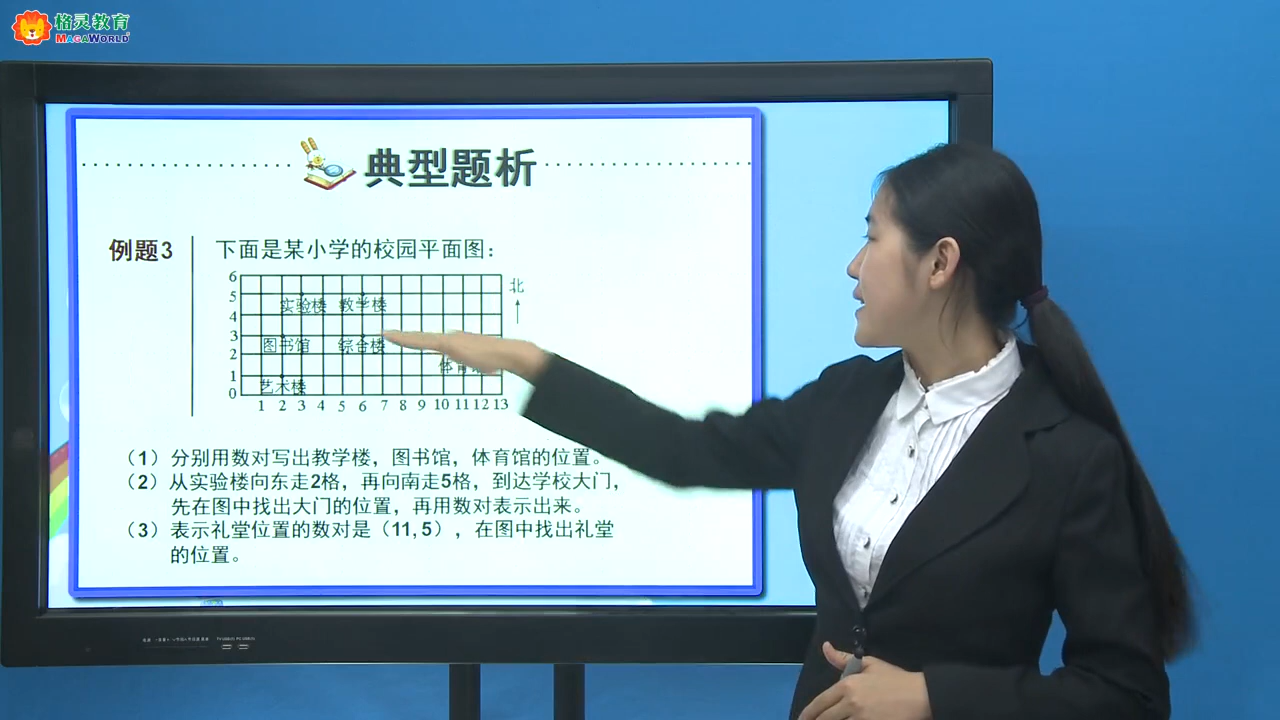 格灵教育
MAGAWORLD
典型题析
例题3
下面是某小学的校园平面图：
6
北
5
实验楼 教学楼
4
3
图书馆 综合楼
2
1
艺术楼
0
1 2 3 4 5 6 7 8 9 10 11 12 13
（1）分别用数对写出教学楼，图书馆，体育馆的位置。
（2）从实验楼向东走2格，再向南走5格，到达学校大门，
先在图中找出大门的位置，再用数对表示出来。
（3）表示礼堂位置的数对是（11,5），在图中找出礼堂
的位置。